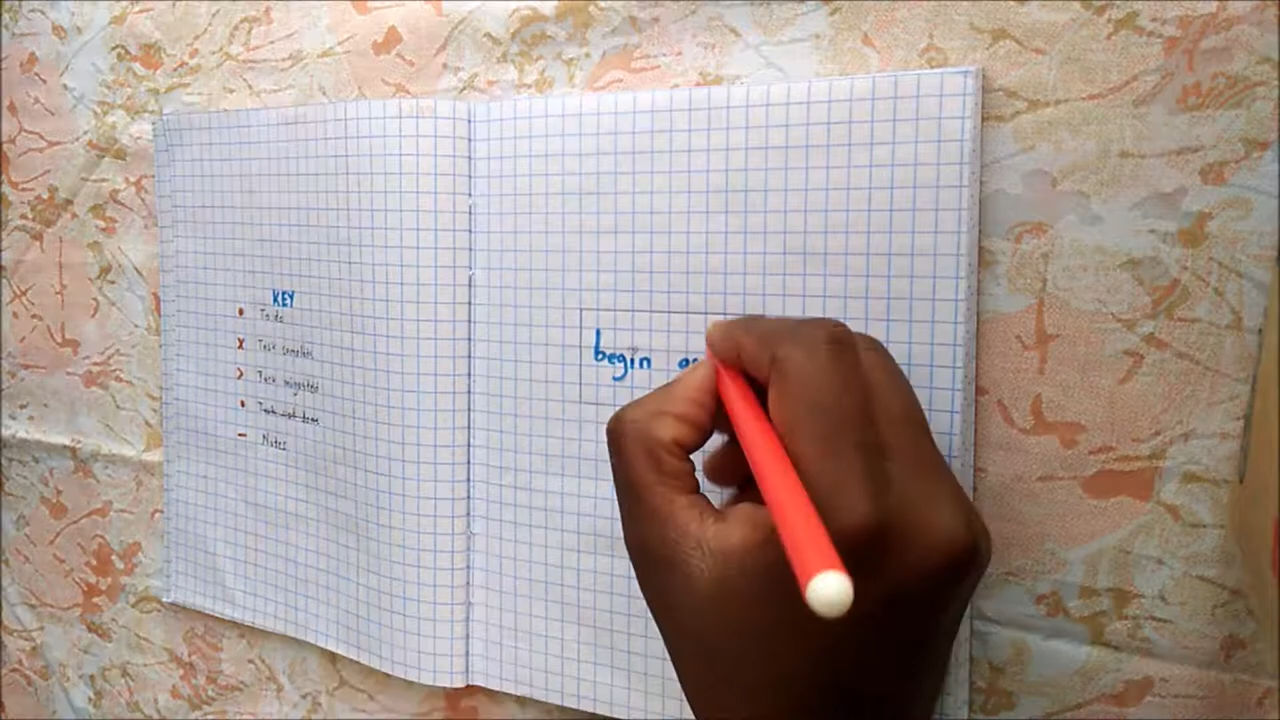 KEY
• To do
x Task complete
> Task migrated
• Task not done
– Notes
begin